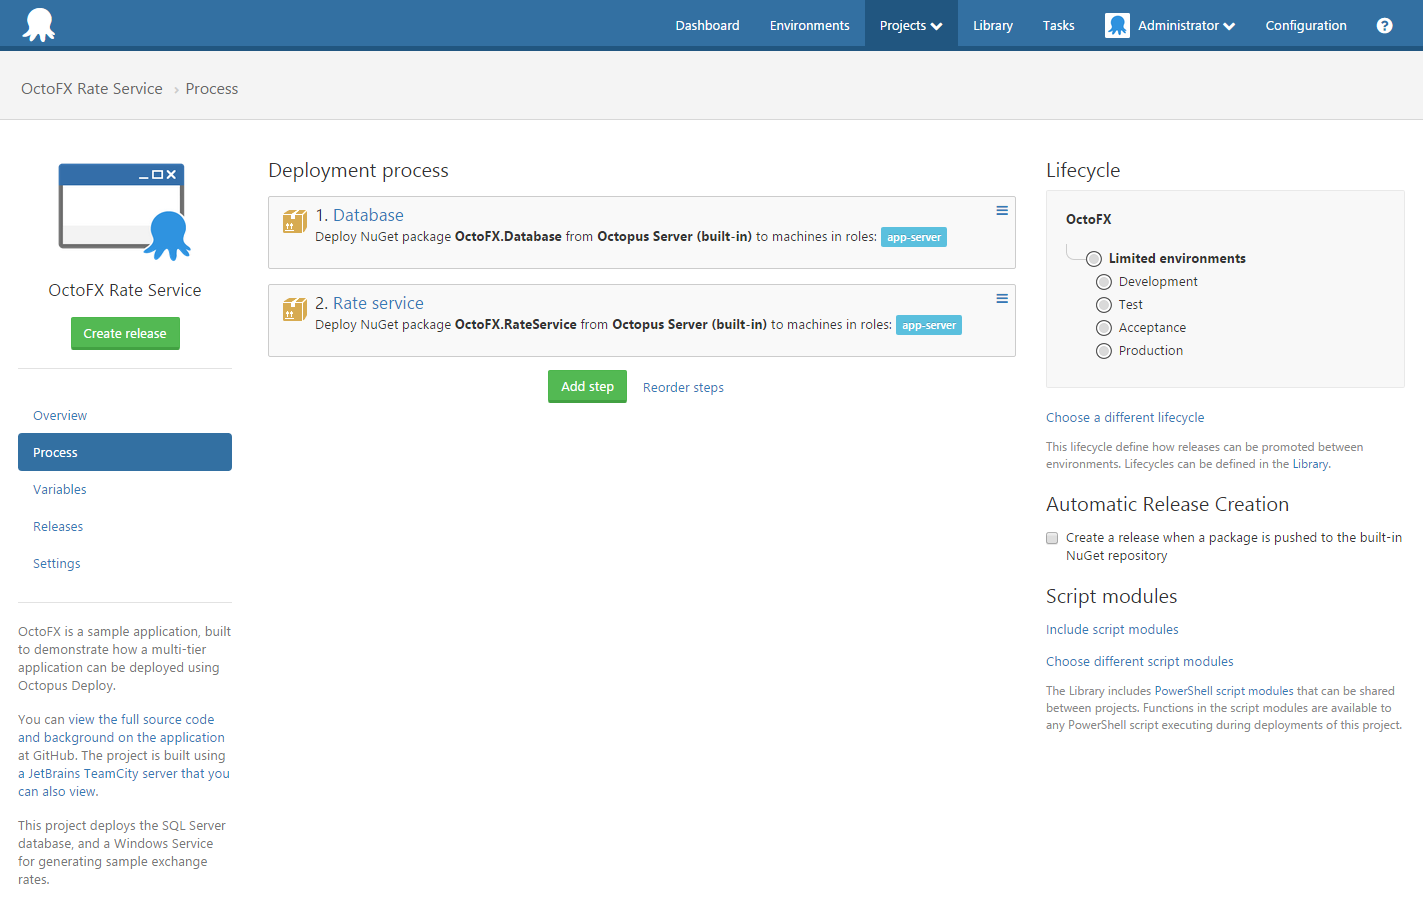 Dashboard Environments Projects Library Tasks Administrator Configuration ?
OctoFX Rate Service › Process
OctoFX Rate Service
Create release
Overview
Process
Variables
Releases
Settings
OctoFX is a sample application, built
to demonstrate how a multi-tier
application can be deployed using
Octopus Deploy.
You can view the full source code
and background on the application
at GitHub. The project is built using
a JetBrains TeamCity server that you
can also view.
This project deploys the SQL Server
database, and a Windows Service
for generating sample exchange
rates.
Deployment process
1. Database
Deploy NuGet package OctoFX.Database from Octopus Server (built-in) to machines in roles: app-server
2. Rate service
Deploy NuGet package OctoFX.RateService from Octopus Server (built-in) to machines in roles: app-server
Add step Reorder steps
Lifecycle
OctoFX
Limited environments
Development
Test
Acceptance
Production
Choose a different lifecycle
This lifecycle define how releases can be promoted between
environments. Lifecycles can be defined in the Library.
Automatic Release Creation
Create a release when a package is pushed to the built-in
NuGet repository
Script modules
Include script modules
Choose different script modules
The Library includes PowerShell script modules that can be shared
between projects. Functions in the script modules are available to
any PowerShell script executing during deployments of this project.